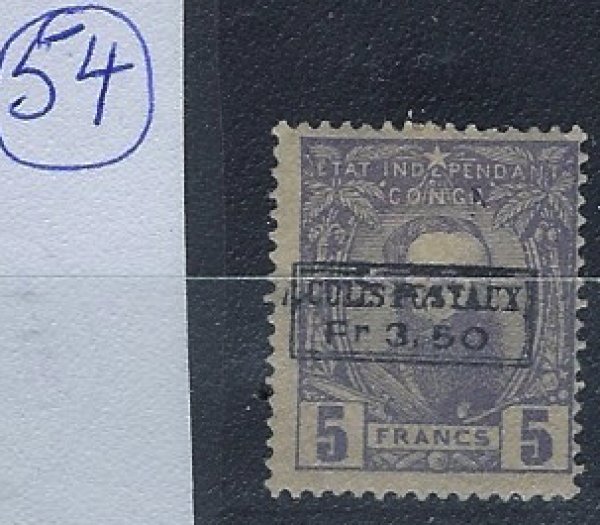 54
ETAT INDEPENDANT
CONGO
COLIS POSTAUX
Fr 3,50
5 FRANCS 5